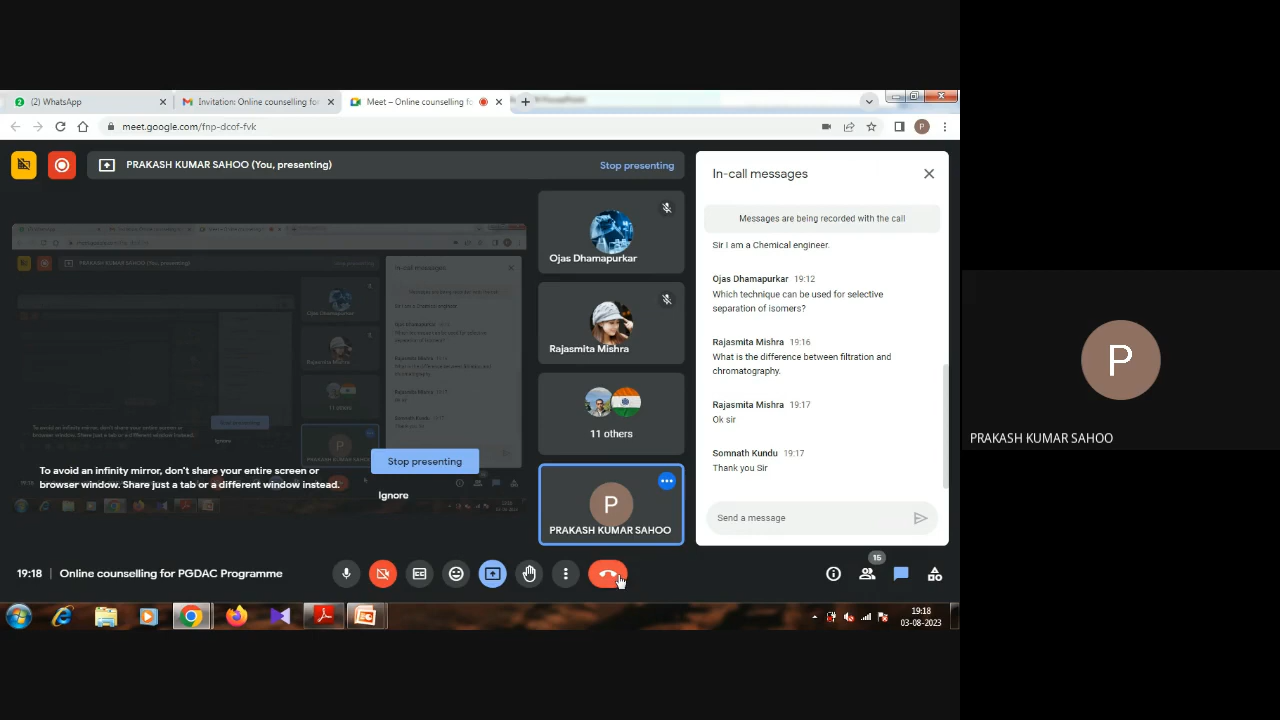 (2) WhatsApp
Invitation: Online counselling for
Meet – Online counselling fo
meet.google.com/fnp-dcof-fvk
P
PRAKASH KUMAR SAHOO (You, presenting)
Stop presenting
Ojas Dhamapurkar
Rajasmita Mishra
11 others
P
PRAKASH KUMAR SAHOO
To avoid an infinity mirror, don't share your entire screen or
browser window. Share just a tab or a different window instead.
Stop presenting
Ignore
In-call messages
Messages are being recorded with the call
Sir I am a Chemical engineer.
Ojas Dhamapurkar 19:12
Which technique can be used for selective
separation of isomers?
Rajasmita Mishra 19:16
What is the difference between filtration and
chromatography.
Rajasmita Mishra 19:17
Ok sir
Somnath Kundu 19:17
Thank you Sir
Send a message
19:18 | Online counselling for PGDAC Programme
15
19:18
03-08-2023
P
PRAKASH KUMAR SAHOO